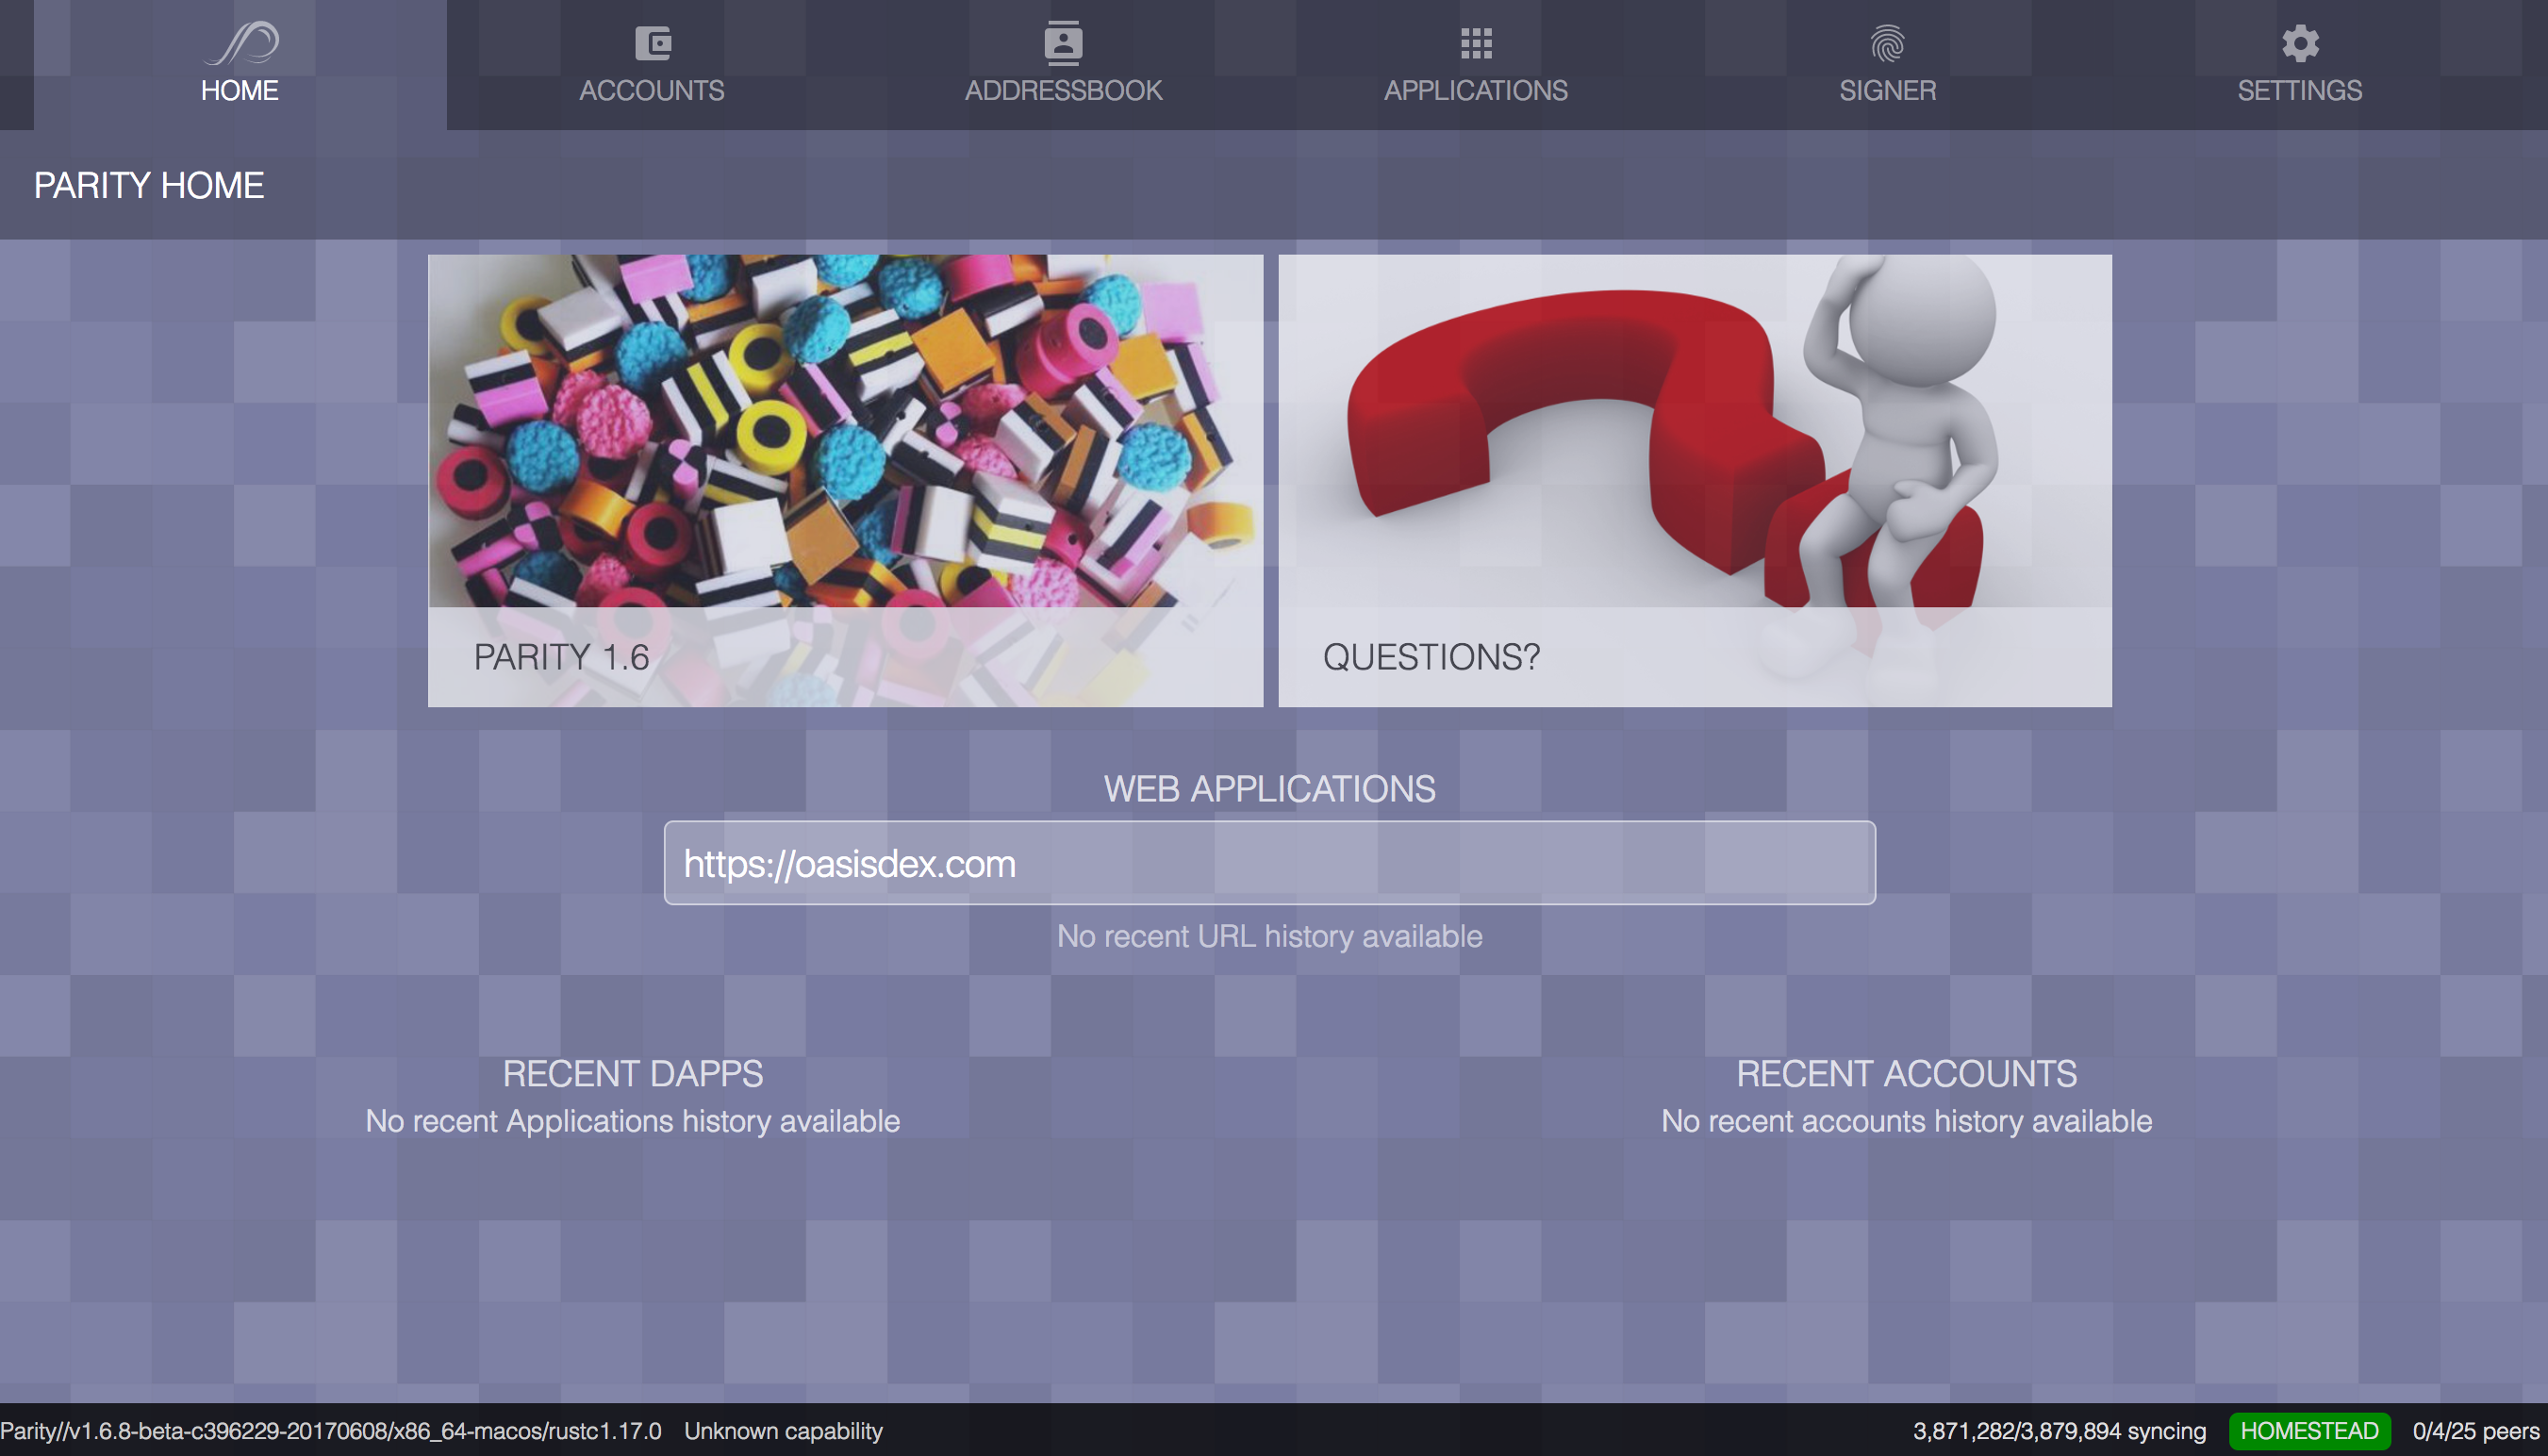 HOME
ACCOUNTS
ADDRESSBOOK
APPLICATIONS
SIGNER
SETTINGS
PARITY HOME
PARITY 1.6
QUESTIONS?
WEB APPLICATIONS
https://oasisdex.com
No recent URL history available
RECENT DAPPS
No recent Applications history available
RECENT ACCOUNTS
No recent accounts history available
Parity//v1.6.8-beta-c396229-20170608/x86_64-macos/rustc1.17.0 Unknown capability
3,871,282/3,879,894 syncing HOMESTEAD 0/4/25 peers